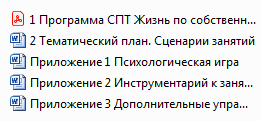 1 Программа СПТ Жизнь по собственн...
2 Тематический план. Сценарии занятий
Приложение 1 Психологическая игра
Приложение 2 Инструментарий к заня...
Приложение 3 Дополнительные упра...